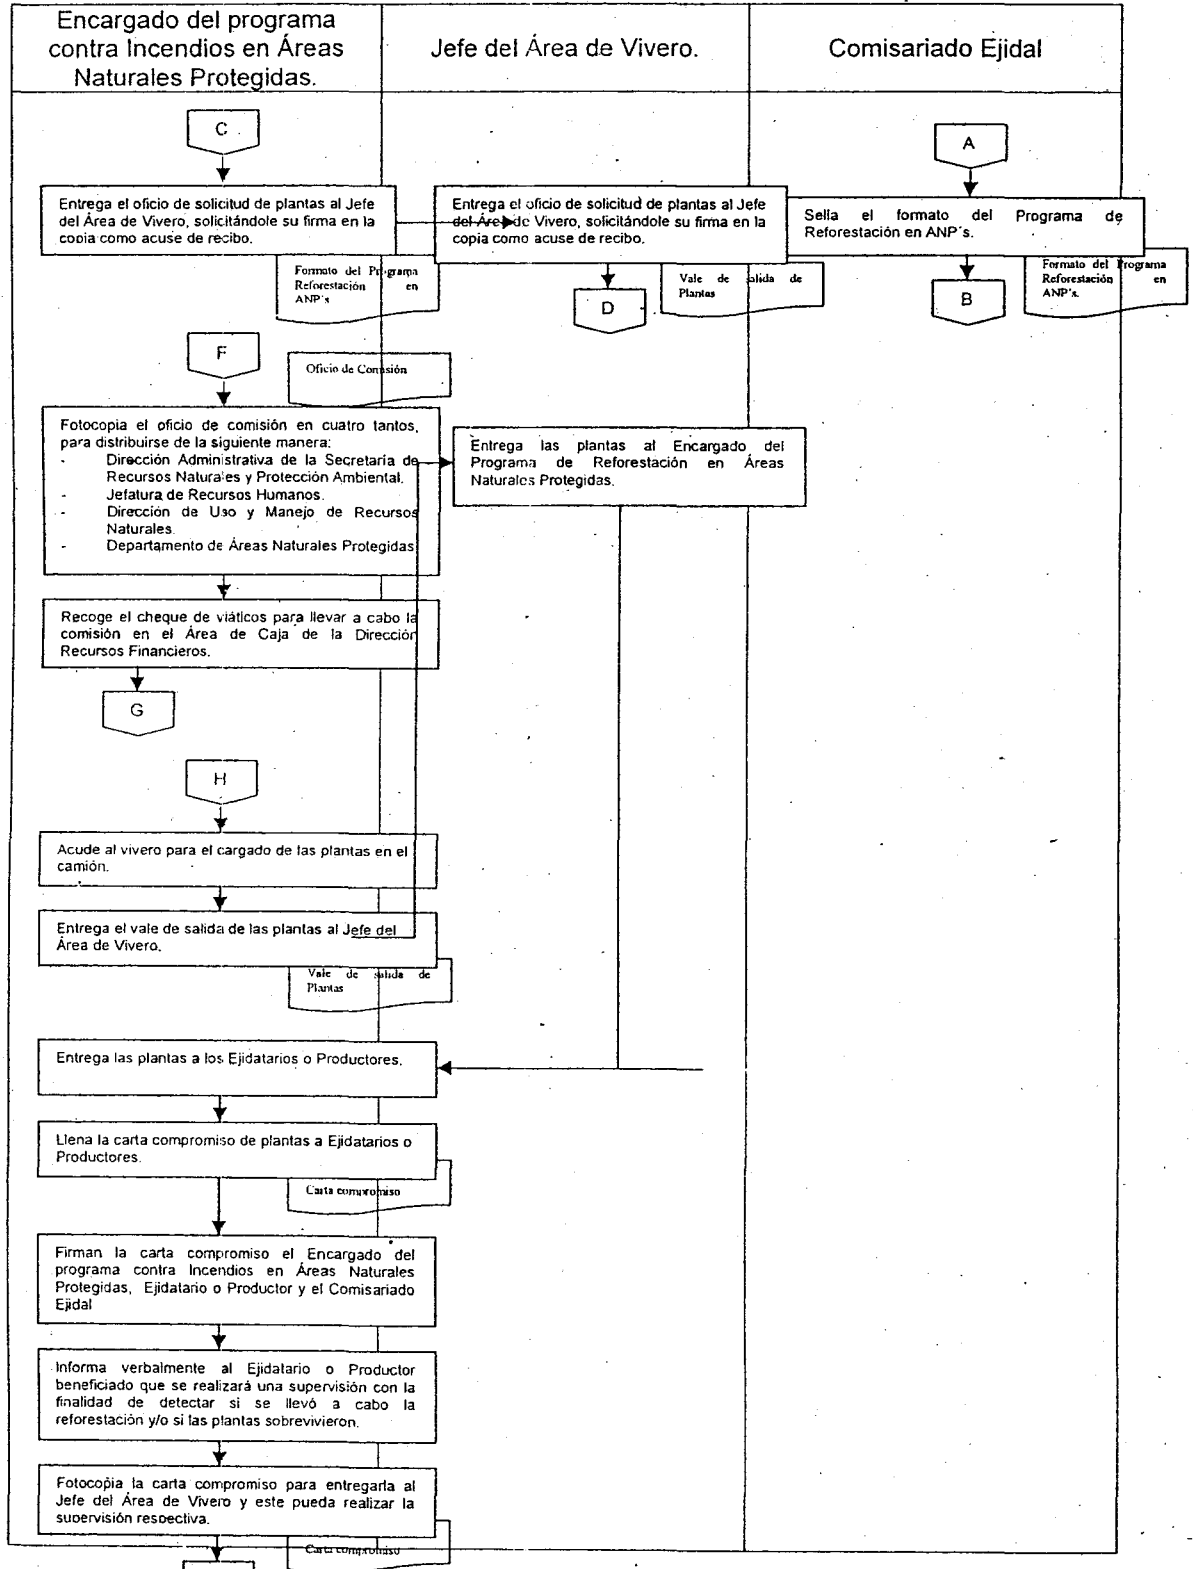 Encargado del programa
contra Incendios en Áreas
Naturales Protegidas.
Jefe del Área de Vivero.
Comisariado Ejidal
C
A
Entrega el oficio de solicitud de plantas al Jefe
del Área de Vivero, solicitándole su firma en la
copia como acuse de recibo.
Entrega el oficio de solicitud de plantas al Jefe
del Área de Vivero, solicitándole su firma en la
copia como acuse de recibo.
Sella el formato del Programa de
Reforestación en ANP's.
Formato del Programa
Reforestación en
ANP's
Vale de salida de
Plantas
Formato del Programa
Reforestación en
ANP's.
D
B
F
Oficio de Comisión
Fotocopia el oficio de comisión en cuatro tantos,
para distribuirse de la siguiente manera:
- Dirección Administrativa de la Secretaría de
Recursos Naturales y Protección Ambiental.
- Jefatura de Recursos Humanos.
- Dirección de Uso y Manejo de Recursos
Naturales.
- Departamento de Áreas Naturales Protegidas
Entrega las plantas al Encargado del
Programa de Reforestación en Áreas
Naturales Protegidas.
Recoge el cheque de viáticos para llevar a cabo la
comisión en el Área de Caja de la Dirección
Recursos Financieros.
G
H
Acude al vivero para el cargado de las plantas en el
camión.
Entrega el vale de salida de las plantas al Jefe del
Área de Vivero.
Vale de salida de
Plantas
Entrega las plantas a los Ejidatarios o Productores.
Llena la carta compromiso de plantas a Ejidatarios o
Productores.
Carta compromiso
Firman la carta compromiso el Encargado del
programa contra Incendios en Áreas Naturales
Protegidas, Ejidatario o Productor y el Comisariado
Ejidal
Informa verbalmente al Ejidatario o Productor
beneficiado que se realizará una supervisión con la
finalidad de detectar si se llevó a cabo la
reforestación y/o si las plantas sobrevivieron.
Fotocopia la carta compromiso para entregarla al
Jefe del Área de Vivero y este pueda realizar la
supervisión respectiva.
Carta compromiso